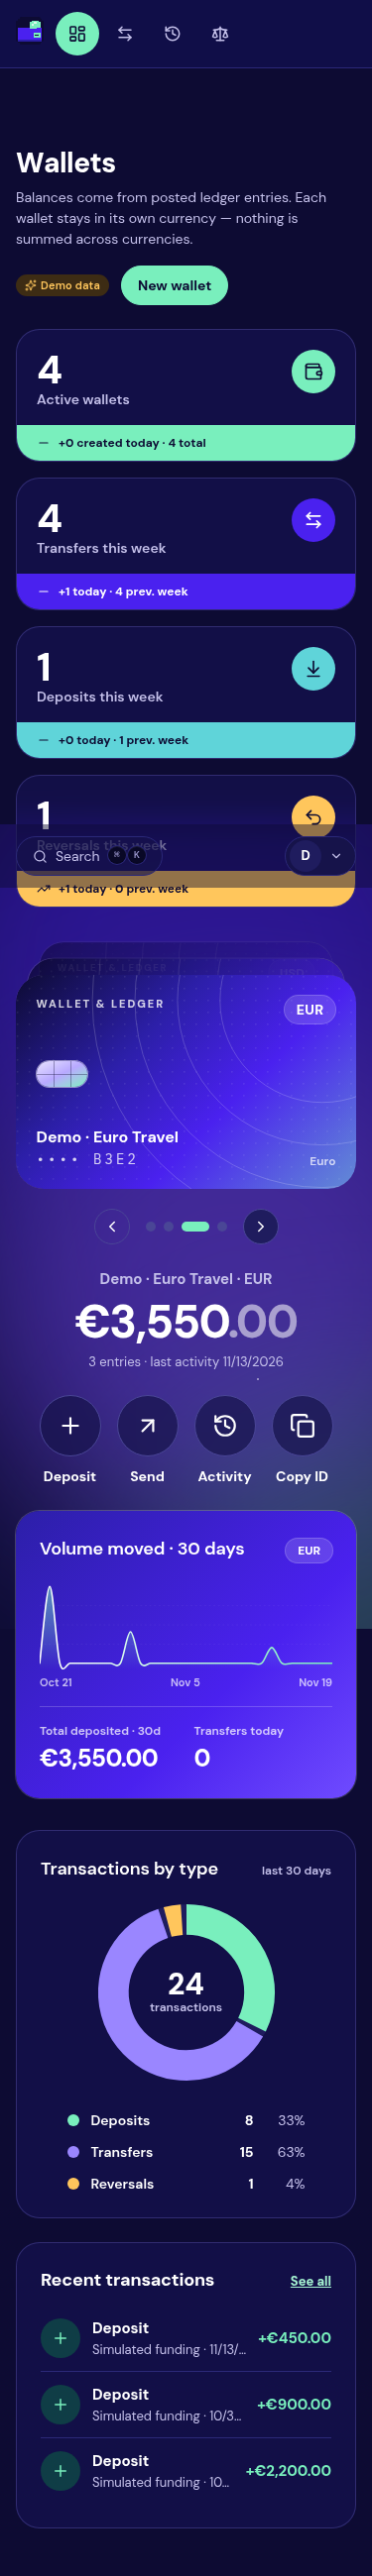 Wallets
Balances come from posted ledger entries. Each
wallet stays in its own currency — nothing is
summed across currencies.
Demo data
New wallet
4
Active wallets
+0 created today · 4 total
4
Transfers this week
+1 today · 4 prev. week
1
Deposits this week
+0 today · 1 prev. week
1
Reversals this week
Search ⌘ K
D
+1 today · 0 prev. week
WALLET & LEDGER
USD
WALLET & LEDGER
EUR
Demo · Euro Travel
• • • • B3E2
Euro
Demo · Euro Travel · EUR
€3,550.00
3 entries · last activity 11/13/2026
Deposit
Send
Activity
Copy ID
Volume moved · 30 days
EUR
Oct 21
Nov 5
Nov 19
Total deposited · 30d
Transfers today
€3,550.00
0
Transactions by type
last 30 days
24
transactions
Deposits 8 33%
Transfers 15 63%
Reversals 1 4%
Recent transactions
See all
Deposit
Simulated funding · 11/13/…
+€450.00
Deposit
Simulated funding · 10/3…
+€900.00
Deposit
Simulated funding · 10…
+€2,200.00